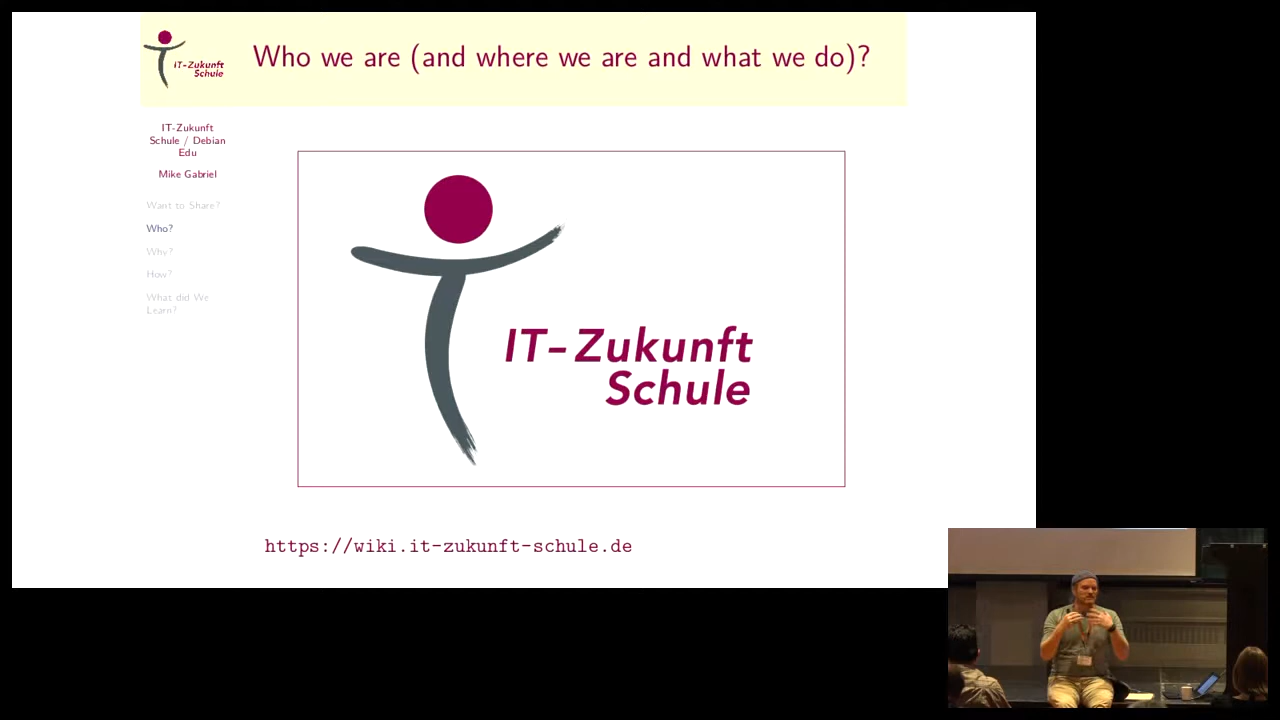 IT-Zukunft
Schule
Who we are (and where we are and what we do)?
IT-Zukunft
Schule / Debian
Edu
Mike Gabriel
Want to Share?
Who?
Why?
How?
What did We
Learn?
IT-Zukunft
Schule
https://wiki.it-zukunft-schule.de